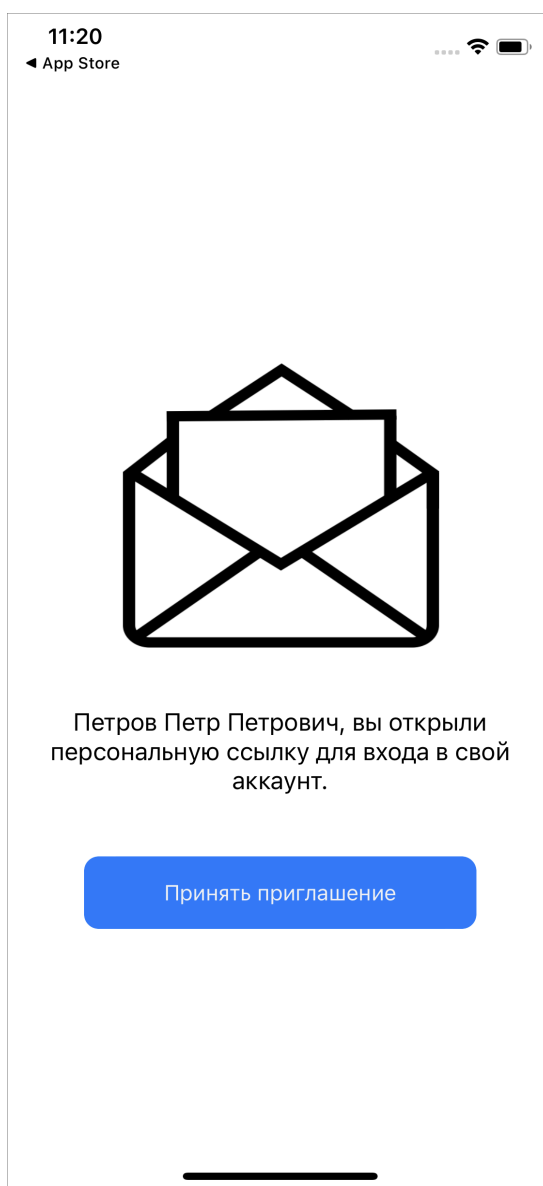 11:20
◀ App Store
Петров Петр Петрович, вы открыли
персональную ссылку для входа в свой
аккаунт.
Принять приглашение